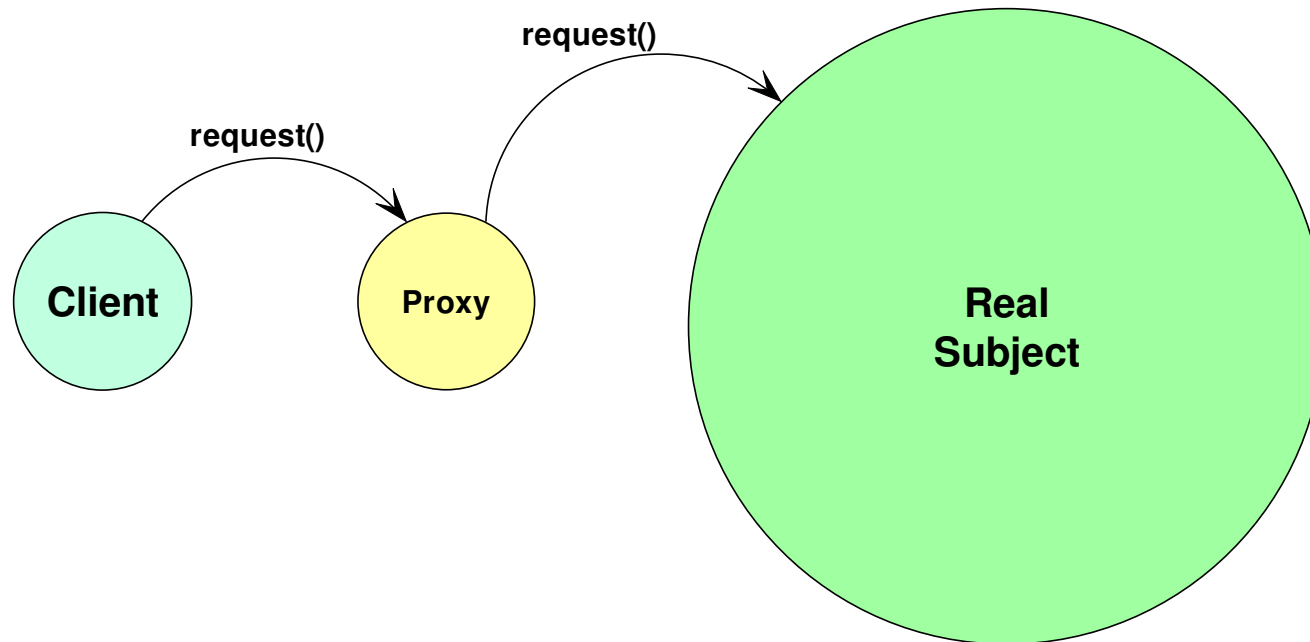 request()
request()
Client
Proxy
Real
Subject